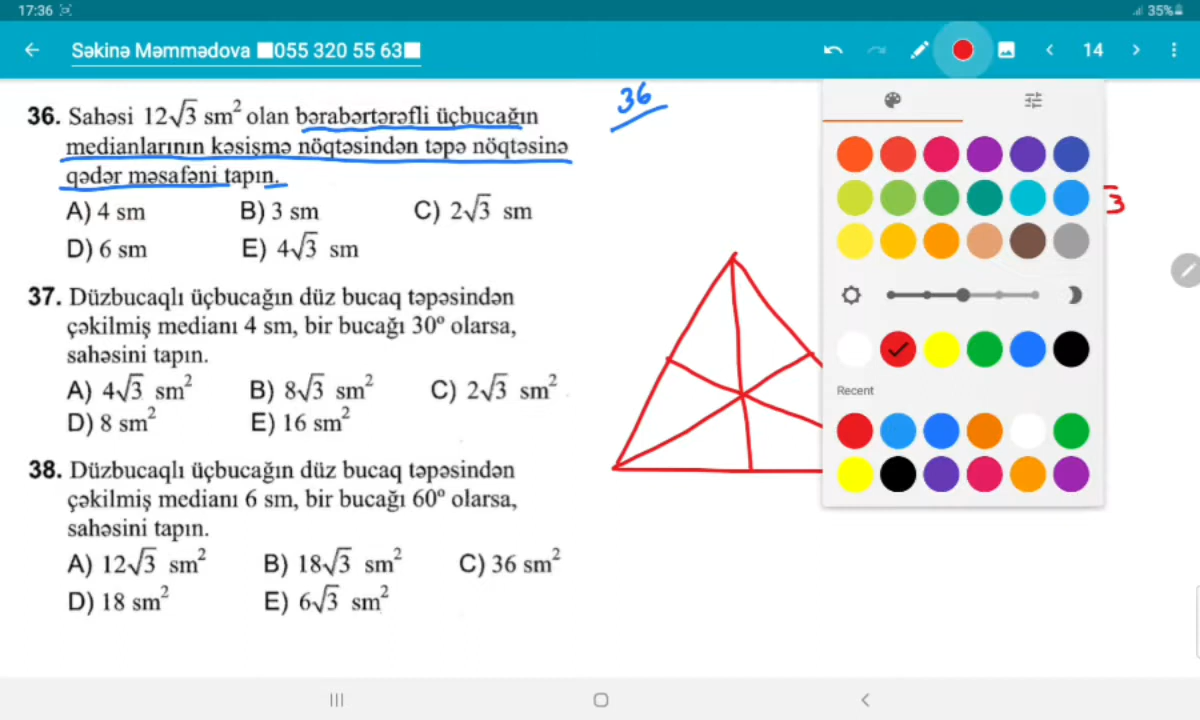 17:36
35%
Səkinə Məmmədova ■055 320 55 63■
14
36. Sahəsi 12√3 sm² olan bərabərtərəfli üçbucağın
medianlarının kəsişmə nöqtəsindən təpə nöqtəsinə
qədər məsafəni tapın.
A) 4 sm B) 3 sm C) 2√3 sm
D) 6 sm E) 4√3 sm
37. Düzbucaqlı üçbucağın düz bucaq təpəsindən
çəkilmiş medianı 4 sm, bir bucağı 30º olarsa,
sahəsini tapın.
A) 4√3 sm² B) 8√3 sm² C) 2√3 sm²
D) 8 sm² E) 16 sm²
38. Düzbucaqlı üçbucağın düz bucaq təpəsindən
çəkilmiş medianı 6 sm, bir bucağı 60º olarsa,
sahəsini tapın.
A) 12√3 sm² B) 18√3 sm² C) 36 sm²
D) 18 sm² E) 6√3 sm²
36
3
Recent